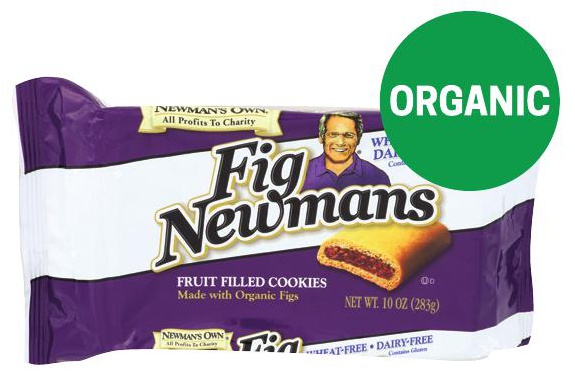 ORGANIC
NEWMAN'S OWN.
All Profits To Charity
Fig
Newmans
FRUIT FILLED COOKIES
Made with Organic Figs
NET WT. 10 OZ (283g)
NEWMAN'S OWN
All Profits To Charity
Fig
WHEAT-FREE • DAIRY-FREE
Contains Gluten